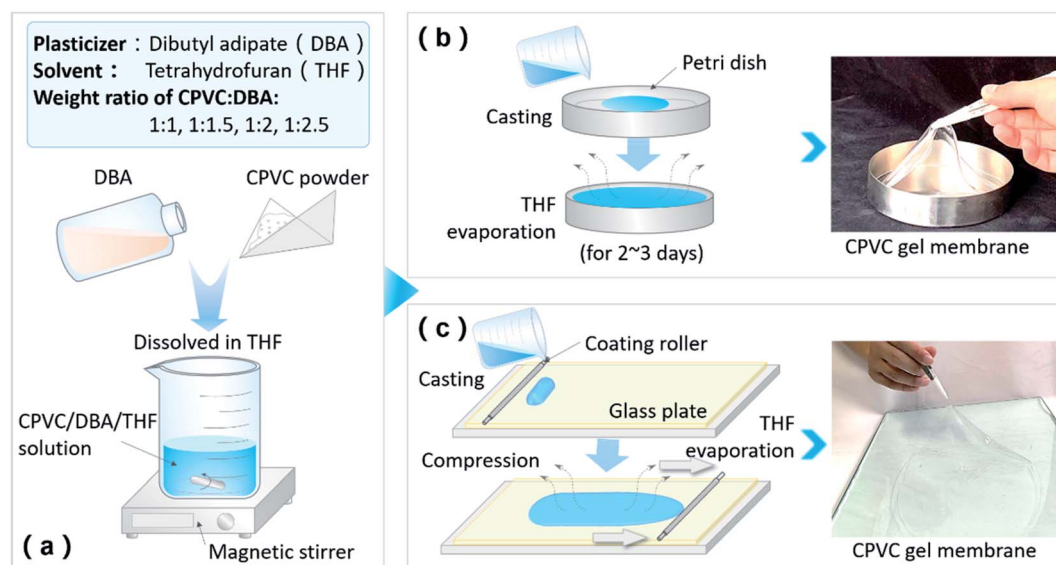 Plasticizer : Dibutyl adipate ( DBA )
Solvent : Tetrahydrofuran ( THF )
Weight ratio of CPVC:DBA:
1:1, 1:1.5, 1:2, 1:2.5
DBA
CPVC powder
Dissolved in THF
CPVC/DBA/THF
solution
Magnetic stirrer
( a )
( b )
Petri dish
Casting
THF
evaporation
(for 2~3 days)
CPVC gel membrane
( c )
Coating roller
Casting
Glass plate
THF
evaporation
Compression
CPVC gel membrane